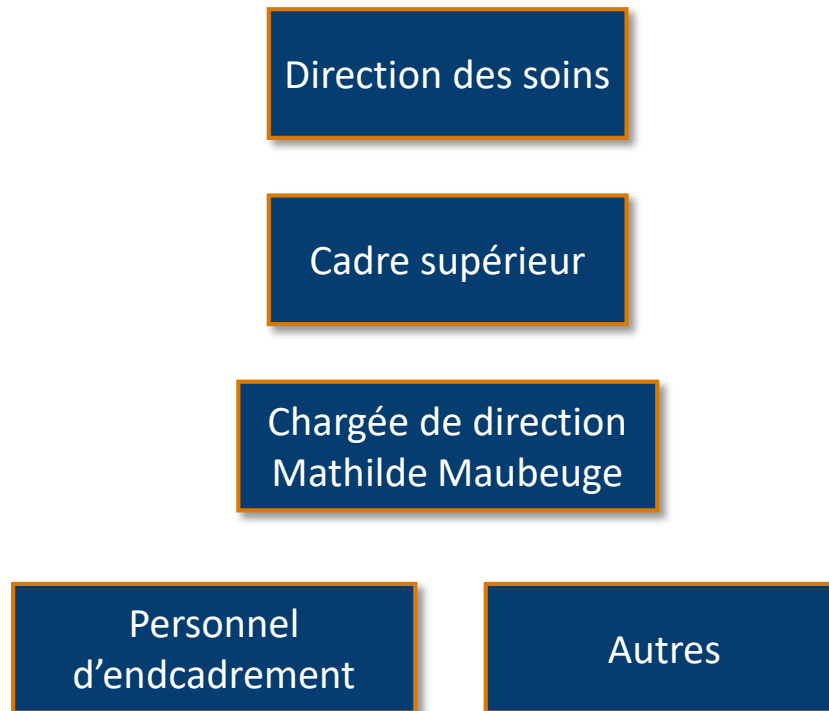 Direction des soins
Cadre supérieur
Chargée de direction
Mathilde Maubeuge
Personnel
d’endcadrement
Autres